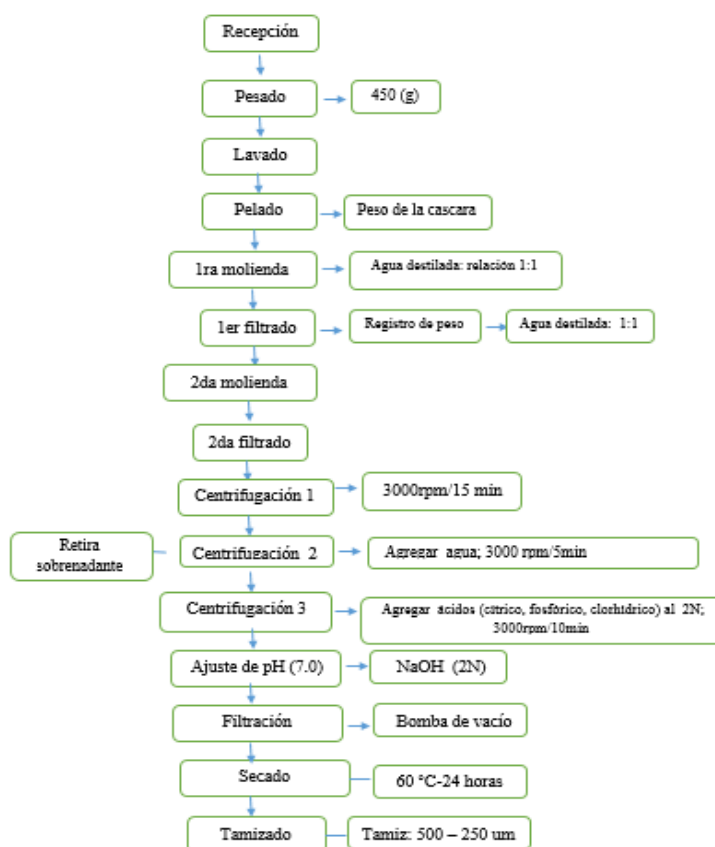 Recepción
Pesado
450 (g)
Lavado
Pelado
Peso de la cascara
1ra molienda
Agua destilada: relación 1:1
1er filtrado
Registro de peso
Agua destilada: 1:1
2da molienda
2da filtrado
Centrifugación 1
3000rpm/15 min
Retira
sobrenadante
Centrifugación 2
Agregar agua; 3000 rpm/5min
Centrifugación 3
Agregar ácidos (cítrico, fosfórico, clorhídrico) al 2N;
3000rpm/10min
Ajuste de pH (7.0)
NaOH (2N)
Filtración
Bomba de vacío
Secado
60 °C-24 horas
Tamizado
Tamiz: 500 – 250 um